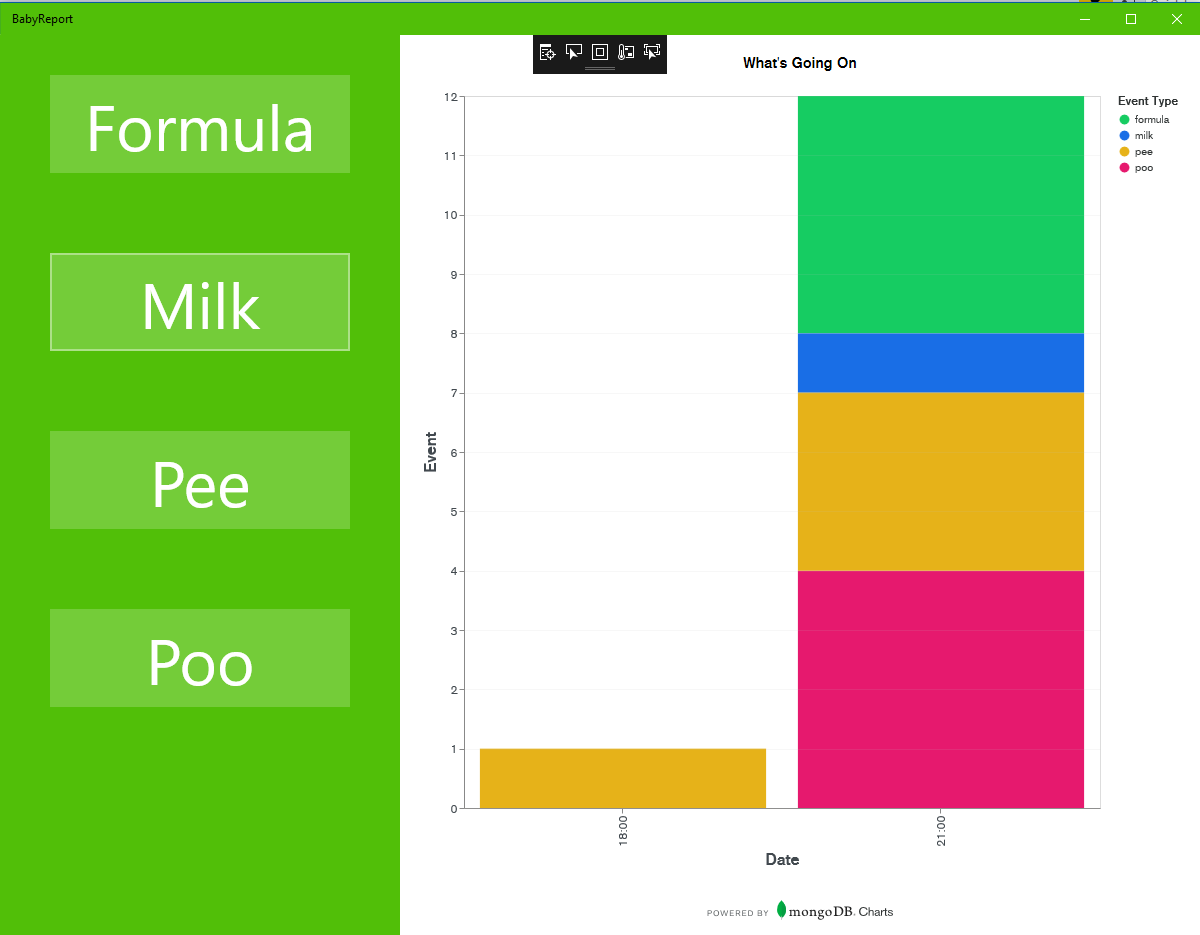 BabyReport
Formula
Milk
Pee
Poo
What's Going On
Event Type
formula
milk
pee
poo
12
11
10
9
8
7
6
5
4
3
2
1
0
Event
18:00
21:00
Date
POWERED BY mongoDB. Charts